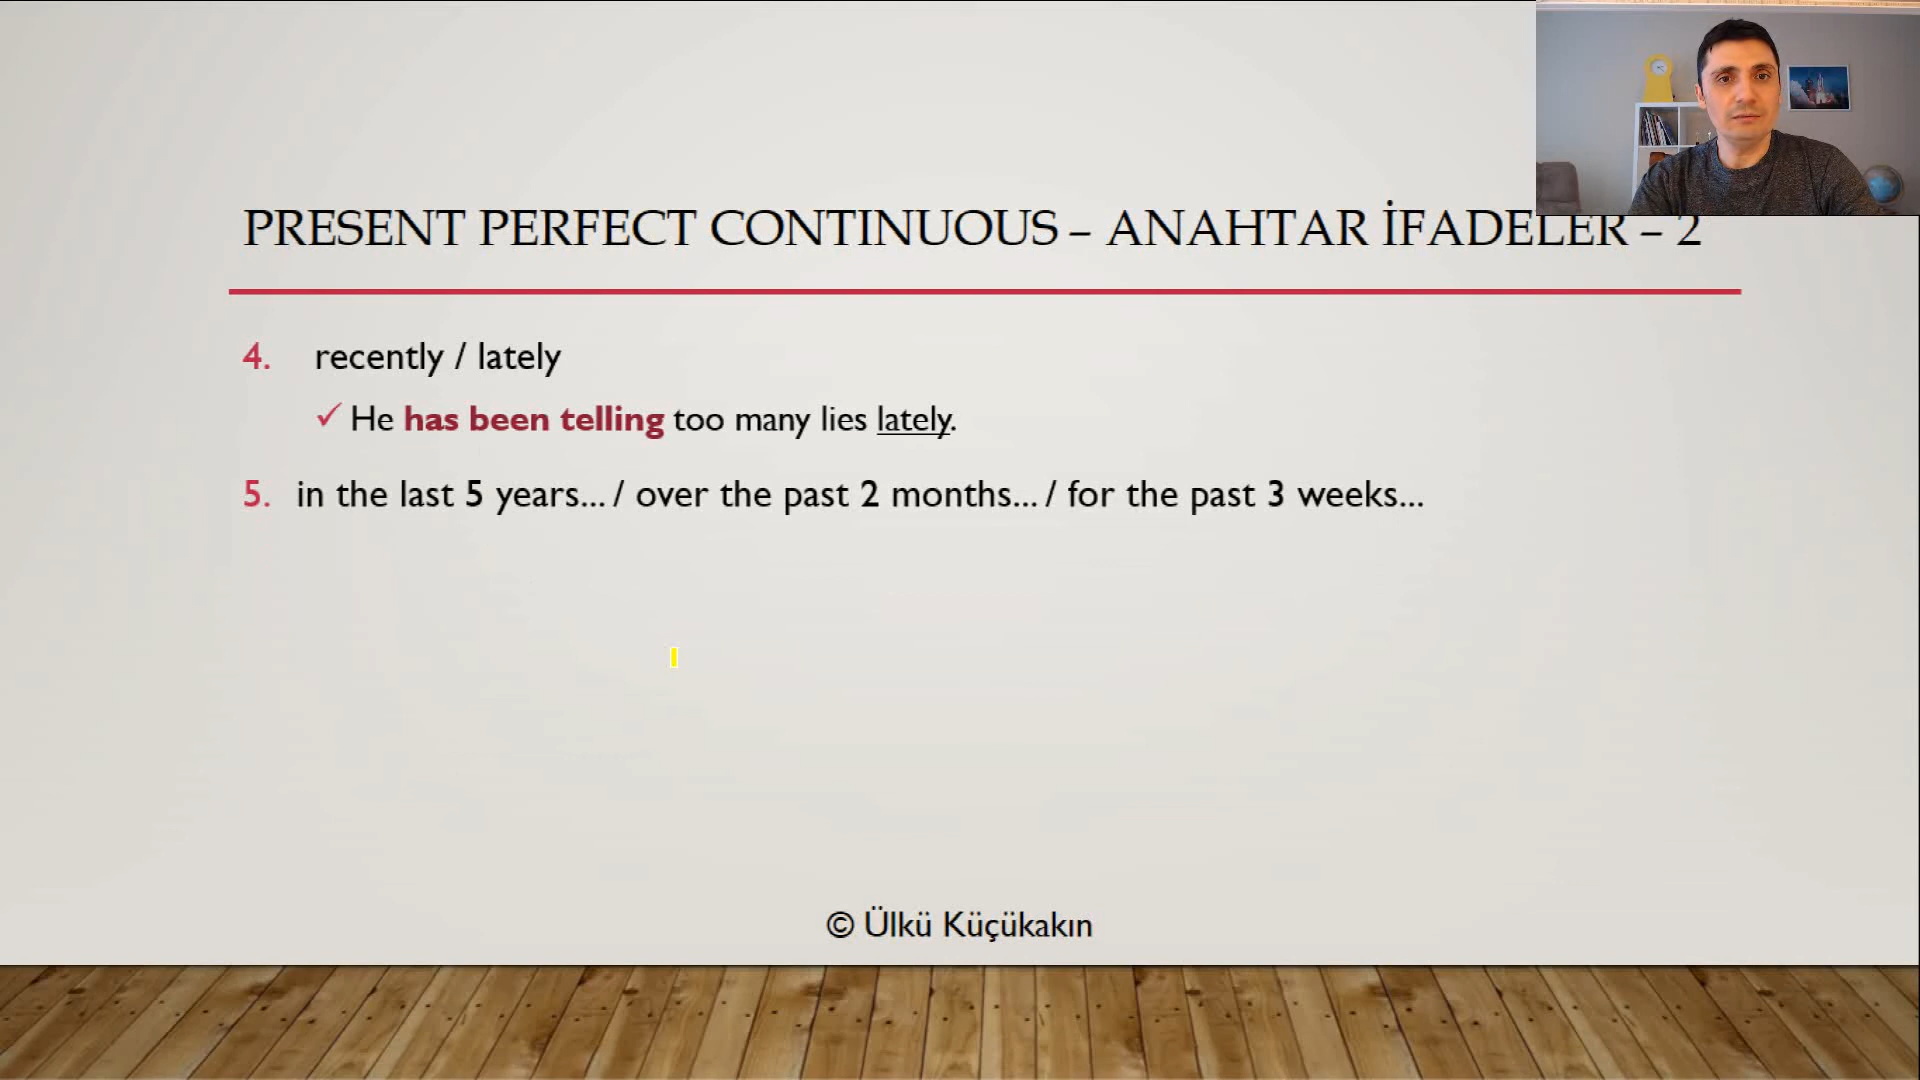 PRESENT PERFECT CONTINUOUS – ANAHTAR İFADELER – 2
4. recently / lately
✓ He has been telling too many lies lately.
5. in the last 5 years... / over the past 2 months... / for the past 3 weeks...
© Ülkü Küçükakın